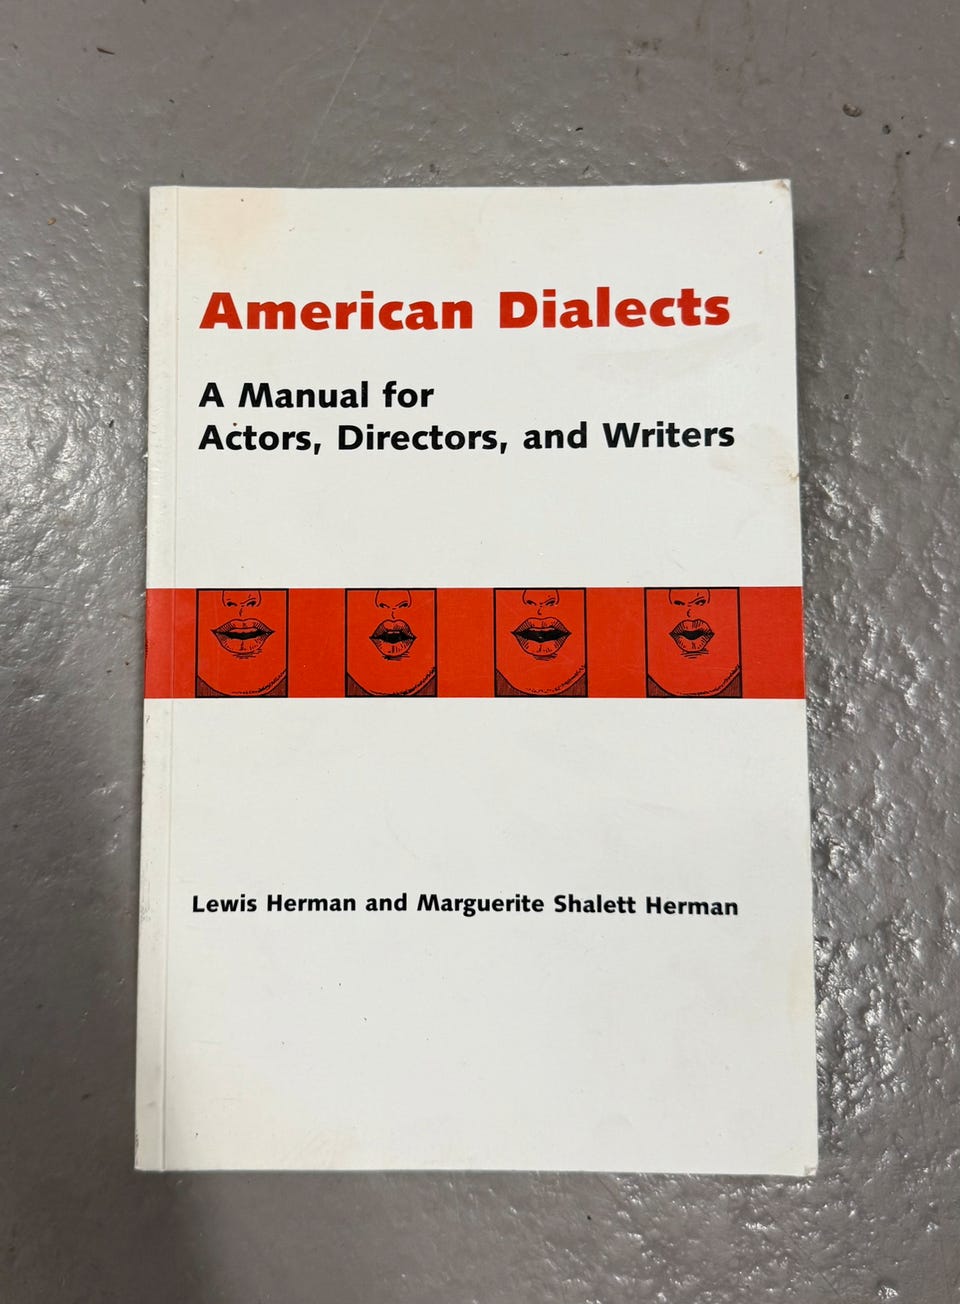 American Dialects
A Manual for
Actors, Directors, and Writers
Lewis Herman and Marguerite Shalett Herman